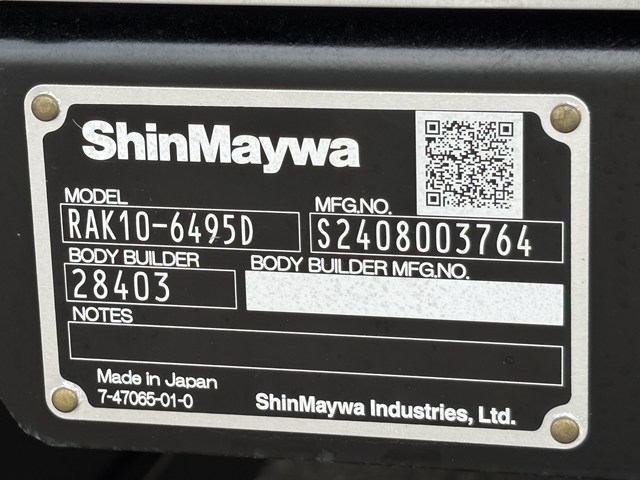 ShinMaywa
MODEL
RAK10-6495D
MFG.NO.
S2408003764
BODY BUILDER
28403
BODY BUILDER MFG.NO.
NOTES
Made in Japan
7-47065-01-0
ShinMaywa Industries, Ltd.